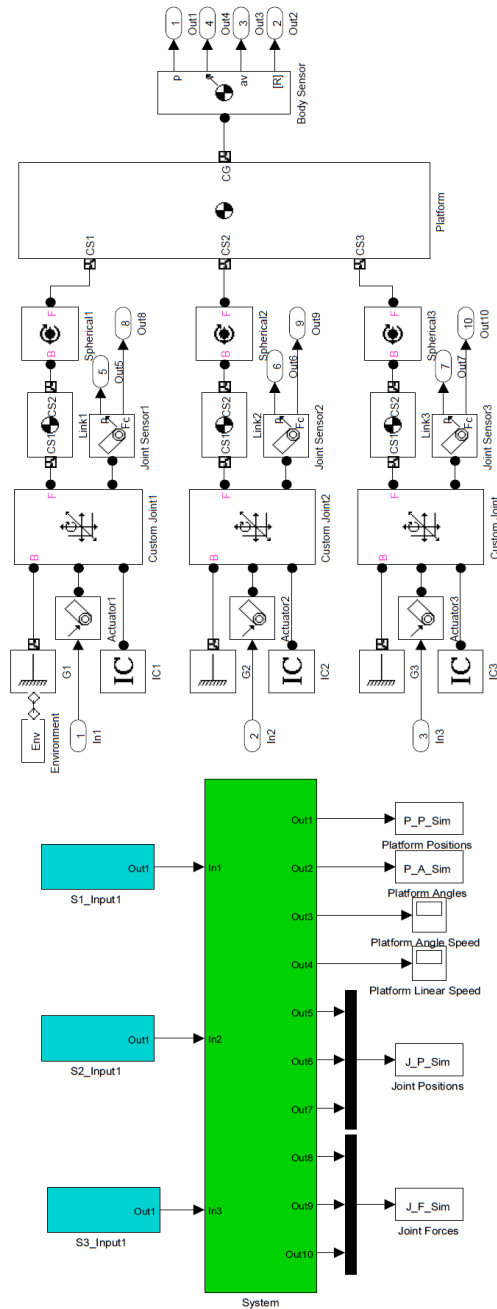 1
Out1
4
Out4
3
Out3
2
Out2
p
av
[R]
Body Sensor
CG
CS1
CS2
CS3
Platform
B
F
Spherical1
8
Out8
5
Out5
CS1
CS2
Link1
p
Fc
Joint Sensor1
B
F
Custom Joint1
Actuator1
G1
IC
IC1
Env
Environment
1
In1
B
F
Spherical2
9
Out9
6
Out6
CS1
CS2
Link2
p
Fc
Joint Sensor2
B
F
Custom Joint2
Actuator2
G2
IC
IC2
2
In2
B
F
Spherical3
10
Out10
7
Out7
CS1
CS2
Link3
p
Fc
Joint Sensor3
B
F
Custom Joint
Actuator3
G3
IC
IC3
3
In3
Out1
S1_Input1
Out1
S2_Input1
Out1
S3_Input1
In1
In2
In3
Out1
Out2
Out3
Out4
Out5
Out6
Out7
Out8
Out9
Out10
System
P_P_Sim
Platform Positions
P_A_Sim
Platform Angles
Platform Angle Speed
Platform Linear Speed
J_P_Sim
Joint Positions
J_F_Sim
Joint Forces